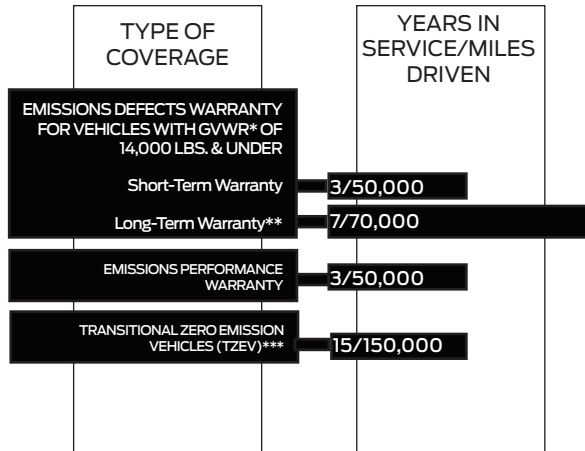 TYPE OF
COVERAGE
YEARS IN
SERVICE/MILES
DRIVEN
EMISSIONS DEFECTS WARRANTY
FOR VEHICLES WITH GVWR* OF
14,000 LBS. & UNDER
Short-Term Warranty 3/50,000
Long-Term Warranty** 7/70,000
EMISSIONS PERFORMANCE
WARRANTY 3/50,000
TRANSITIONAL ZERO EMISSION
VEHICLES (TZEV)*** 15/150,000